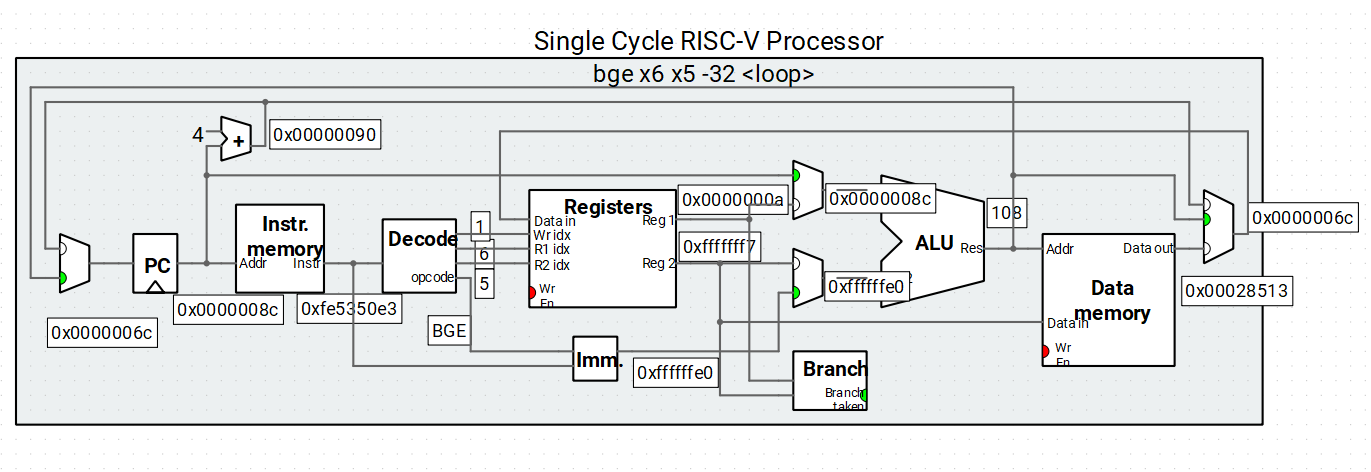 Single Cycle RISC-V Processor
bge x6 x5 -32 <loop>
4
+
0x00000090
0x0000000a
0x0000008c
108
0x0000006c
Instr.
memory
Addr
Instr
Decode
opcode
1
6
5
Registers
Data in
Wr idx
R1 idx
R2 idx
Wr
En
Reg 1
Reg 2
0xfffffff7
0xffffffe0
ALU
Res
Addr
Data out
Data
memory
Data in
Wr
En
0x00028513
PC
0x0000006c
0x0000008c
0xfe5350e3
BGE
Imm.
0xffffffe0
Branch
Branch
taken